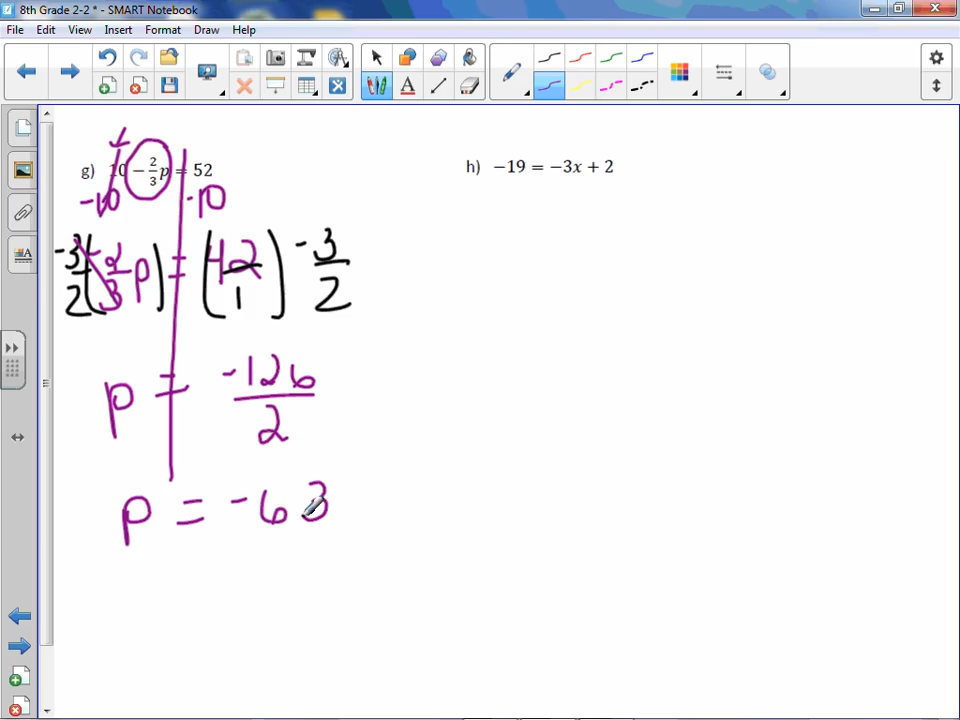 8th Grade 2-2 * - SMART Notebook
File Edit View Insert Format Draw Help
g) 10 − 2/3 p = 52
-10 -10
-3/2 (-2/3 p) = (42/1) -3/2
p = -126/2
p = -63
h) −19 = −3x + 2